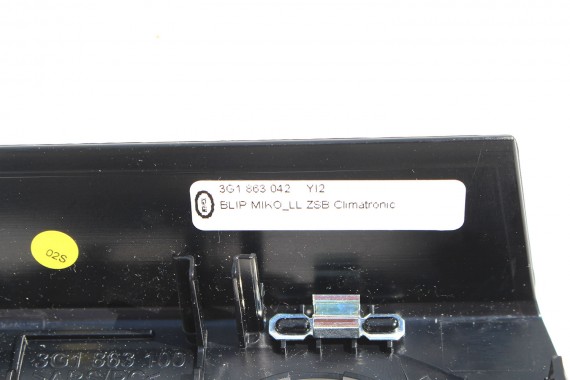 3G1 863 042 YI2
BLIP MIKO_LL ZSB Climatronic
02S
3G1 863 100